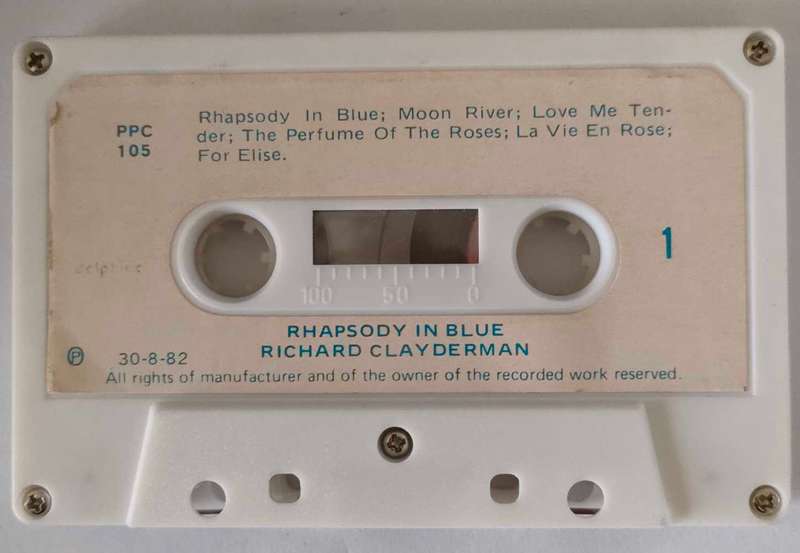 PPC
105
Rhapsody In Blue; Moon River; Love Me Ten-
der; The Perfume Of The Roses; La Vie En Rose;
For Elise.
1
delphine
100 50 0
RHAPSODY IN BLUE
RICHARD CLAYDERMAN
℗ 30-8-82
All rights of manufacturer and of the owner of the recorded work reserved.